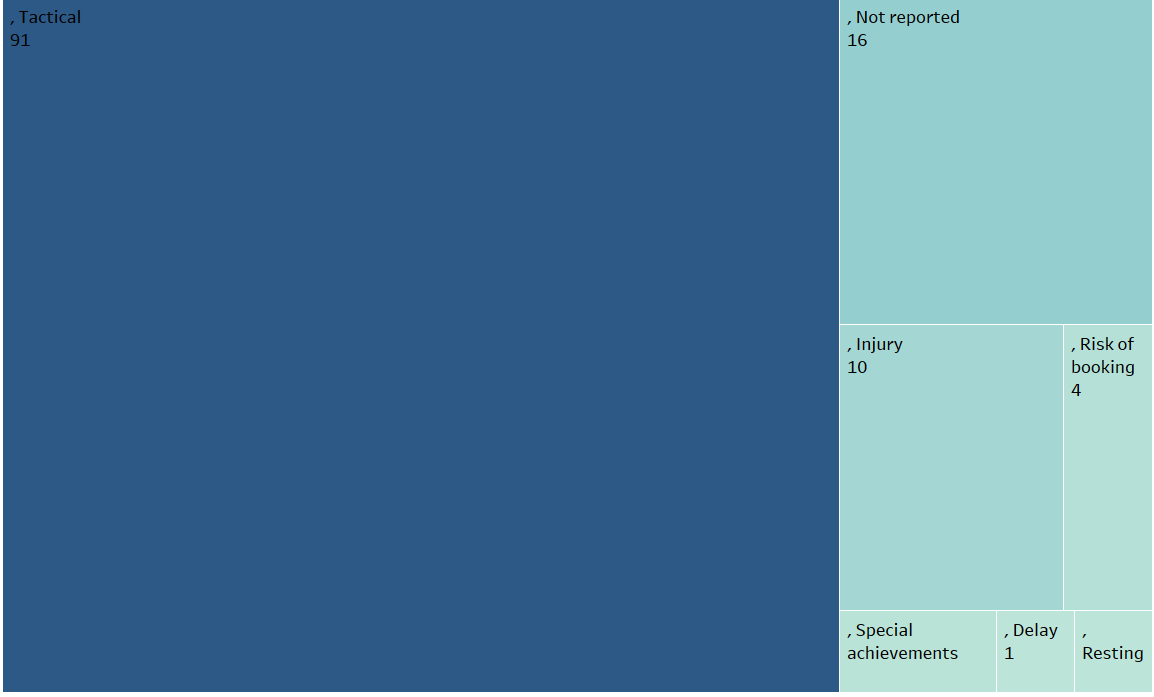 , Tactical
91
, Not reported
16
, Injury
10
, Risk of
booking
4
, Special
achievements
, Delay
1
,
Resting